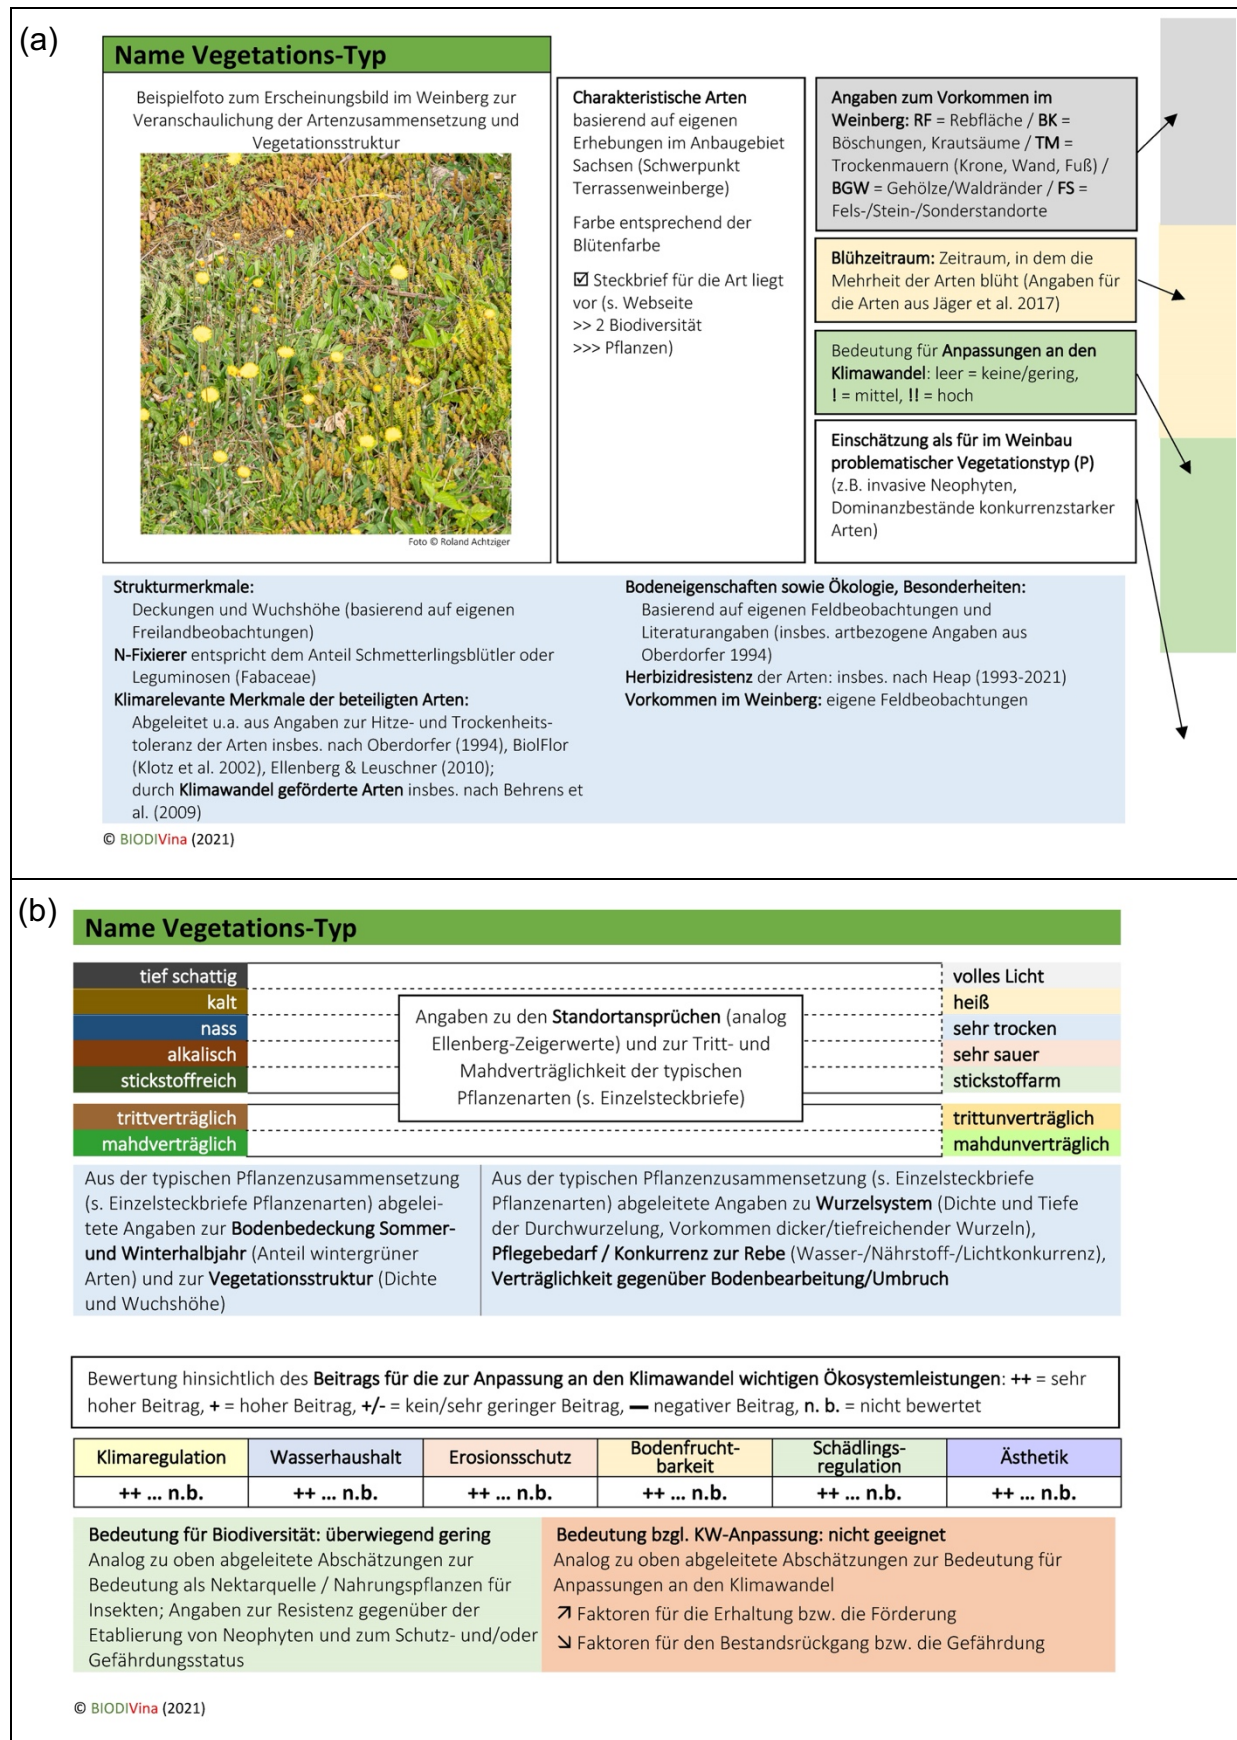 (a)
Name Vegetations-Typ
Beispielfoto zum Erscheinungsbild im Weinberg zur
Veranschaulichung der Artenzusammensetzung und
Vegetationsstruktur
Foto © Roland Achtziger
Charakteristische Arten
basierend auf eigenen
Erhebungen im Anbaugebiet
Sachsen (Schwerpunkt
Terrassenweinberge)
Farbe entsprechend der
Blütenfarbe
☑ Steckbrief für die Art liegt
vor (s. Webseite
>> 2 Biodiversität
>>> Pflanzen)
Angaben zum Vorkommen im
Weinberg: RF = Rebfläche / BK =
Böschungen, Krautsäume / TM =
Trockenmauern (Krone, Wand, Fuß) /
BGW = Gehölze/Waldränder / FS =
Fels-/Stein-/Sonderstandorte
Blühzeitraum: Zeitraum, in dem die
Mehrheit der Arten blüht (Angaben für
die Arten aus Jäger et al. 2017)
Bedeutung für Anpassungen an den
Klimawandel: leer = keine/gering,
! = mittel, !! = hoch
Einschätzung als für im Weinbau
problematischer Vegetationstyp (P)
(z.B. invasive Neophyten,
Dominanzbestände konkurrenzstarker
Arten)
Strukturmerkmale:
Deckungen und Wuchshöhe (basierend auf eigenen
Freilandbeobachtungen)
N-Fixierer entspricht dem Anteil Schmetterlingsblütler oder
Leguminosen (Fabaceae)
Klimarelevante Merkmale der beteiligten Arten:
Abgeleitet u.a. aus Angaben zur Hitze- und Trockenheits-
toleranz der Arten insbes. nach Oberdorfer (1994), BiolFlor
(Klotz et al. 2002), Ellenberg & Leuschner (2010);
durch Klimawandel geförderte Arten insbes. nach Behrens et
al. (2009)
Bodeneigenschaften sowie Ökologie, Besonderheiten:
Basierend auf eigenen Feldbeobachtungen und
Literaturangaben (insbes. artbezogene Angaben aus
Oberdorfer 1994)
Herbizidresistenz der Arten: insbes. nach Heap (1993-2021)
Vorkommen im Weinberg: eigene Feldbeobachtungen
© BIODIVina (2021)
(b)
Name Vegetations-Typ
tief schattig volles Licht
kalt heiß
nass sehr trocken
alkalisch sehr sauer
stickstoffreich stickstoffarm
trittverträglich trittunverträglich
mahdverträglich mahdunverträglich
Angaben zu den Standortansprüchen (analog
Ellenberg-Zeigerwerte) und zur Tritt- und
Mahdverträglichkeit der typischen
Pflanzenarten (s. Einzelsteckbriefe)
Aus der typischen Pflanzenzusammensetzung
(s. Einzelsteckbriefe Pflanzenarten) abgelei-
tete Angaben zur Bodenbedeckung Sommer-
und Winterhalbjahr (Anteil wintergrüner
Arten) und zur Vegetationsstruktur (Dichte
und Wuchshöhe)
Aus der typischen Pflanzenzusammensetzung (s. Einzelsteckbriefe
Pflanzenarten) abgeleitete Angaben zu Wurzelsystem (Dichte und Tiefe
der Durchwurzelung, Vorkommen dicker/tiefreichender Wurzeln),
Pflegebedarf / Konkurrenz zur Rebe (Wasser-/Nährstoff-/Lichtkonkurrenz),
Verträglichkeit gegenüber Bodenbearbeitung/Umbruch
Bewertung hinsichtlich des Beitrags für die zur Anpassung an den Klimawandel wichtigen Ökosystemleistungen: ++ = sehr
hoher Beitrag, + = hoher Beitrag, +/- = kein/sehr geringer Beitrag, — negativer Beitrag, n. b. = nicht bewertet
Klimaregulation Wasserhaushalt Erosionsschutz Bodenfrucht-
barkeit Schädlings-
regulation Ästhetik
++ ... n.b. ++ ... n.b. ++ ... n.b. ++ ... n.b. ++ ... n.b. ++ ... n.b.
Bedeutung für Biodiversität: überwiegend gering
Analog zu oben abgeleitete Abschätzungen zur
Bedeutung als Nektarquelle / Nahrungspflanzen für
Insekten; Angaben zur Resistenz gegenüber der
Etablierung von Neophyten und zum Schutz- und/oder
Gefährdungsstatus
Bedeutung bzgl. KW-Anpassung: nicht geeignet
Analog zu oben abgeleitete Abschätzungen zur Bedeutung für
Anpassungen an den Klimawandel
↗ Faktoren für die Erhaltung bzw. die Förderung
↘ Faktoren für den Bestandsrückgang bzw. die Gefährdung
© BIODIVina (2021)